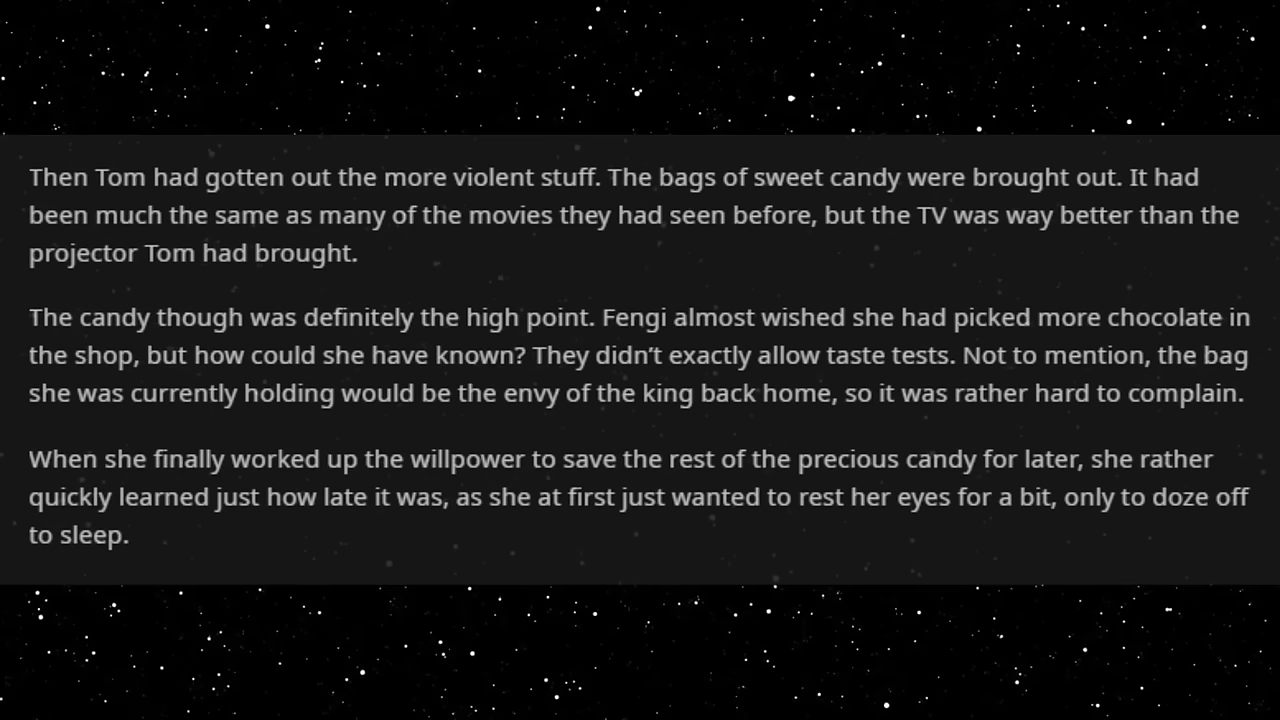 Then Tom had gotten out the more violent stuff. The bags of sweet candy were brought out. It had
been much the same as many of the movies they had seen before, but the TV was way better than the
projector Tom had brought.
The candy though was definitely the high point. Fengi almost wished she had picked more chocolate in
the shop, but how could she have known? They didn’t exactly allow taste tests. Not to mention, the bag
she was currently holding would be the envy of the king back home, so it was rather hard to complain.
When she finally worked up the willpower to save the rest of the precious candy for later, she rather
quickly learned just how late it was, as she at first just wanted to rest her eyes for a bit, only to doze off
to sleep.